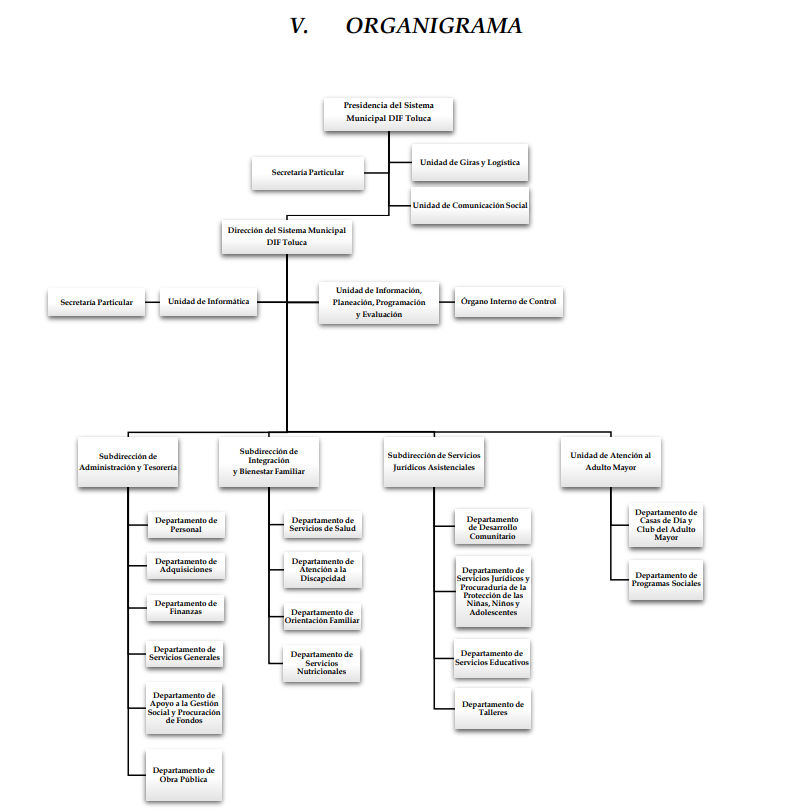 V. ORGANIGRAMA
Presidencia del Sistema
Municipal DIF Toluca
Unidad de Giras y Logística
Secretaría Particular
Unidad de Comunicación Social
Dirección del Sistema Municipal
DIF Toluca
Secretaría Particular
Unidad de Informática
Unidad de Información,
Planeación, Programación
y Evaluación
Órgano Interno de Control
Subdirección de
Administración y Tesorería
Subdirección de
Integración
y Bienestar Familiar
Subdirección de Servicios
Jurídicos Asistenciales
Unidad de Atención al
Adulto Mayor
Departamento de
Personal
Departamento de
Adquisiciones
Departamento de
Finanzas
Departamento de
Servicios Generales
Departamento de
Apoyo a la Gestión
Social y Procuración
de Fondos
Departamento de
Obra Pública
Departamento de
Servicios de Salud
Departamento de
Atención a la
Discapcidad
Departamento de
Orientación Familiar
Departamento de
Servicios
Nutricionales
Departamento
de Desarrollo
Comunitario
Departamento de
Servicios Jurídicos y
Procuraduría de la
Protección de las
Niñas, Niños y
Adolescentes
Departamento de
Servicios Educativos
Departamento de
Talleres
Departamento de
Casas de Día y
Club del Adulto
Mayor
Departamento de
Programas Sociales